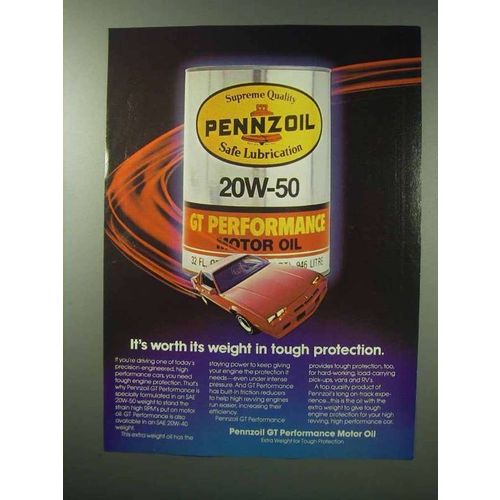 Supreme Quality
PENNZOIL
Safe Lubrication
20W-50
GT PERFORMANCE
MOTOR OIL
32 FL. 946 LITRE
It's worth its weight in tough protection.
If you're driving one of today's
precision-engineered, high
performance cars, you need
tough engine protection. That's
why Pennzoil GT Performance is
specially formulated in an SAE
20W-50 weight to stand the
strain high RPM's put on motor
oil. GT Performance is also
available in an SAE 20W-40
weight.
This extra weight oil has the
staying power to keep giving
your engine the protection it
needs—even under intense
pressure. And GT Performance
has built-in friction reducers
to help high revving engines
run easier, increasing their
efficiency.
Pennzoil GT Performance
provides tough protection, too,
for hard-working, load-carrying
pick-ups, vans and RV's.
A top quality product of
Pennzoil's long on-track expe-
rience...this is the oil with the
extra weight to give tough
engine protection for your high
revving, high performance car.
Pennzoil GT Performance Motor Oil
Extra Weight for Tough Protection